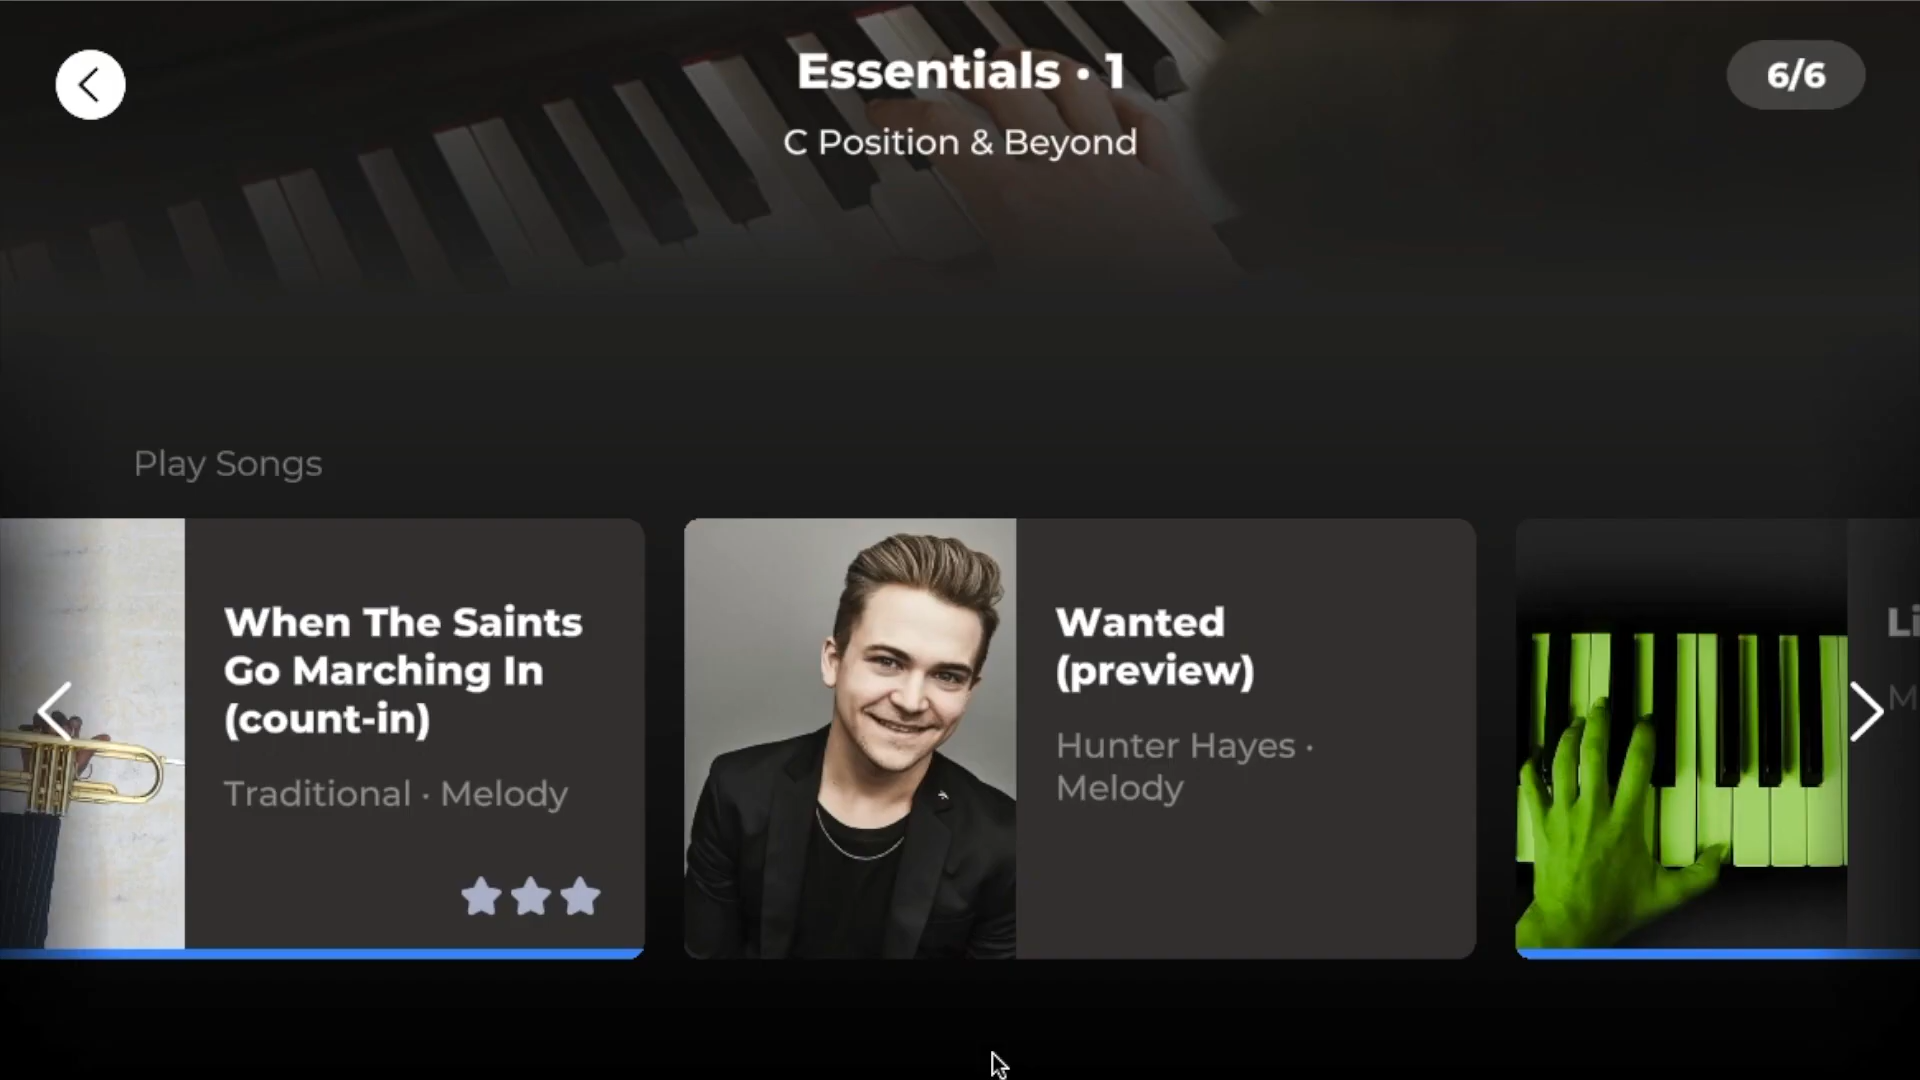 Essentials • 1
6/6
C Position & Beyond
Play Songs
When The Saints
Go Marching In
(count-in)
Traditional • Melody
Wanted
(preview)
Hunter Hayes •
Melody
Li
M